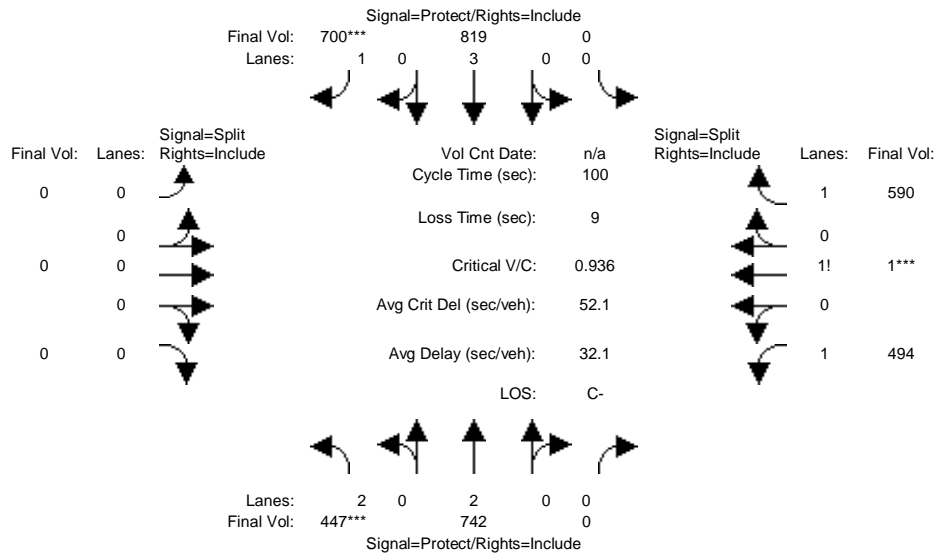 Signal=Protect/Rights=Include
Final Vol: 700*** 819 0
Lanes: 1 0 3 0 0
Signal=Split
Final Vol: Lanes: Rights=Include
Vol Cnt Date: n/a
Signal=Split
Rights=Include Lanes: Final Vol:
Cycle Time (sec): 100
0 0
1 590
Loss Time (sec): 9
0
0
0 0
Critical V/C: 0.936
1! 1***
0
Avg Crit Del (sec/veh): 52.1
0
0 0
Avg Delay (sec/veh): 32.1
1 494
LOS: C-
Lanes: 2 0 2 0 0
Final Vol: 447*** 742 0
Signal=Protect/Rights=Include